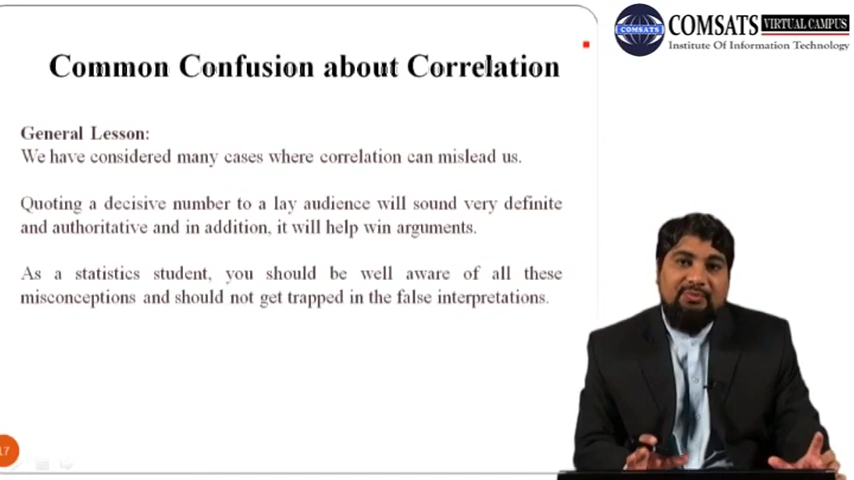 COMSATS
COMSATS VIRTUAL CAMPUS
Institute Of Information Technology
Common Confusion about Correlation
General Lesson:
We have considered many cases where correlation can mislead us.
Quoting a decisive number to a lay audience will sound very definite
and authoritative and in addition, it will help win arguments.
As a statistics student, you should be well aware of all these
misconceptions and should not get trapped in the false interpretations.
17